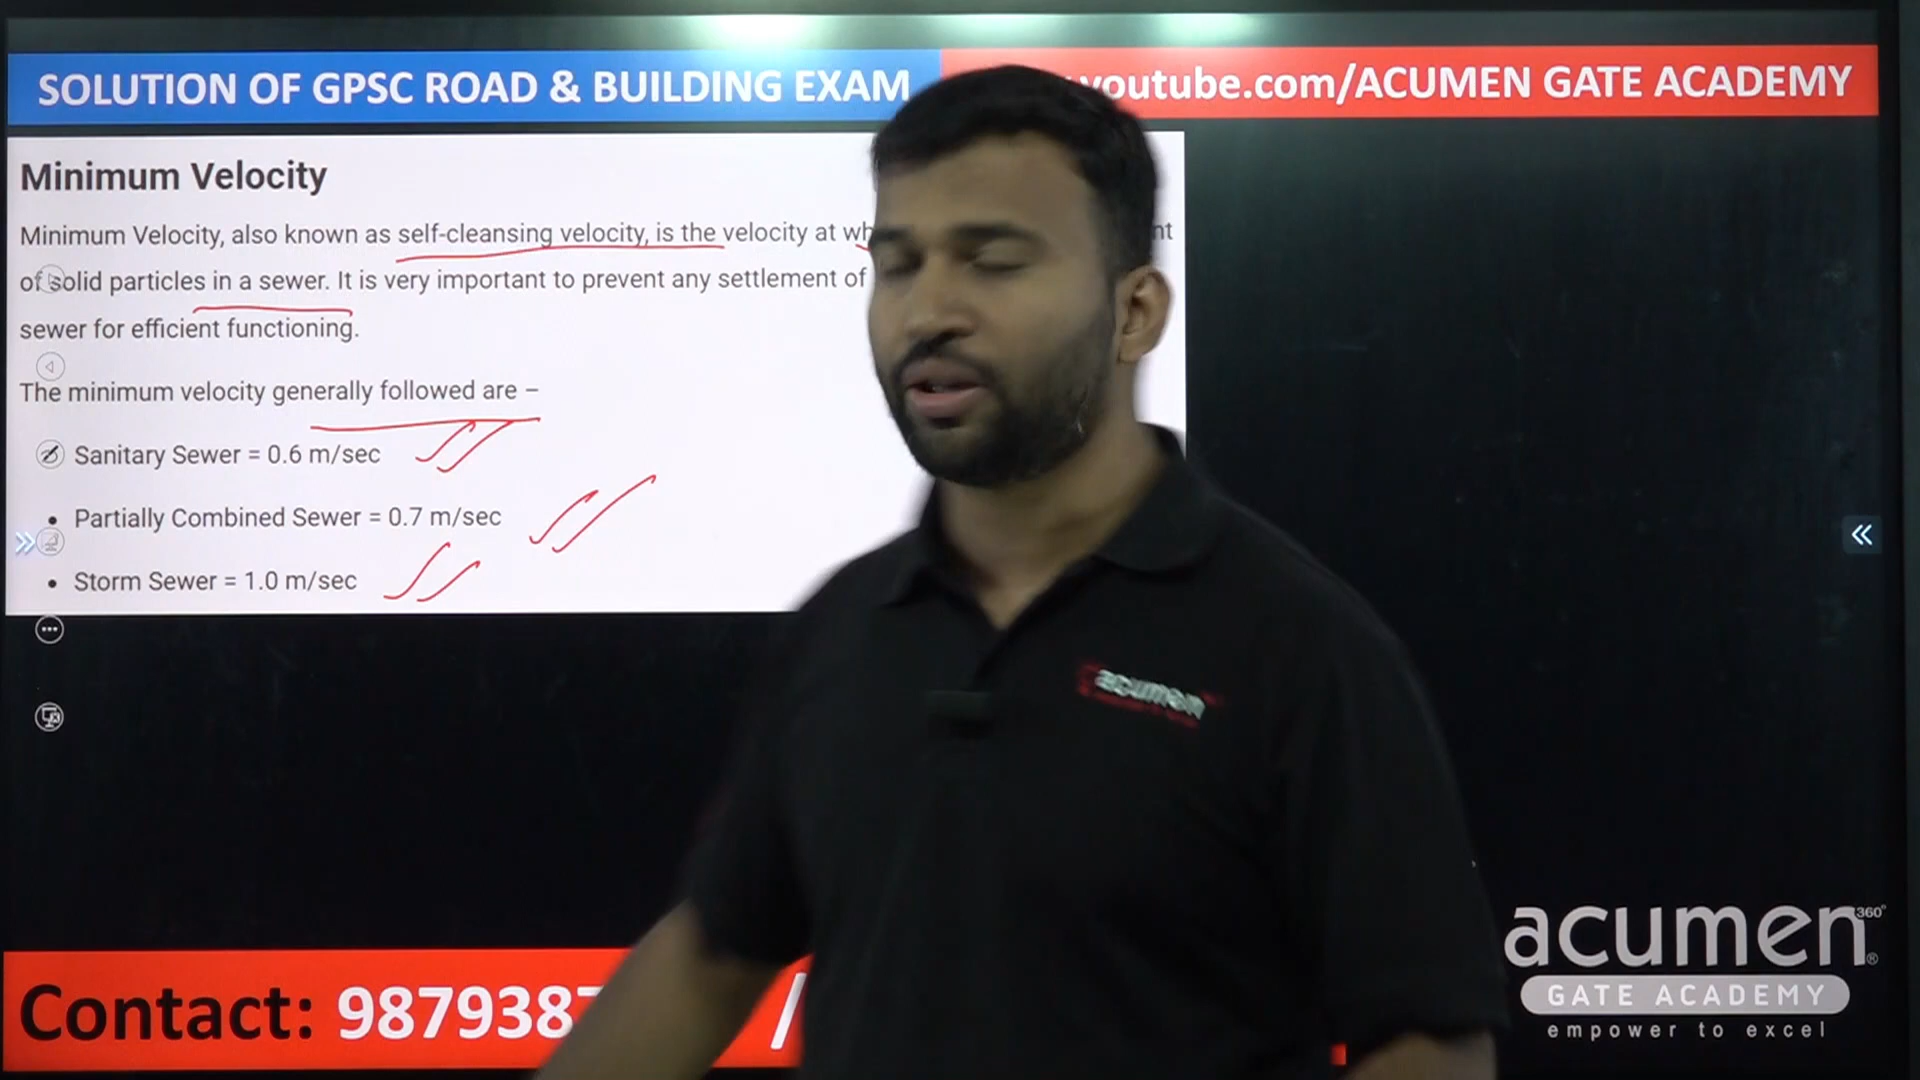 SOLUTION OF GPSC ROAD & BUILDING EXAM
youtube.com/ACUMEN GATE ACADEMY
Minimum Velocity
Minimum Velocity, also known as self-cleansing velocity, is the velocity at
of solid particles in a sewer. It is very important to prevent any settlement of
sewer for efficient functioning.
The minimum velocity generally followed are –
Sanitary Sewer = 0.6 m/sec
• Partially Combined Sewer = 0.7 m/sec
• Storm Sewer = 1.0 m/sec
acumen
acumen 360°
GATE ACADEMY
empower to excel
Contact: 987938 /